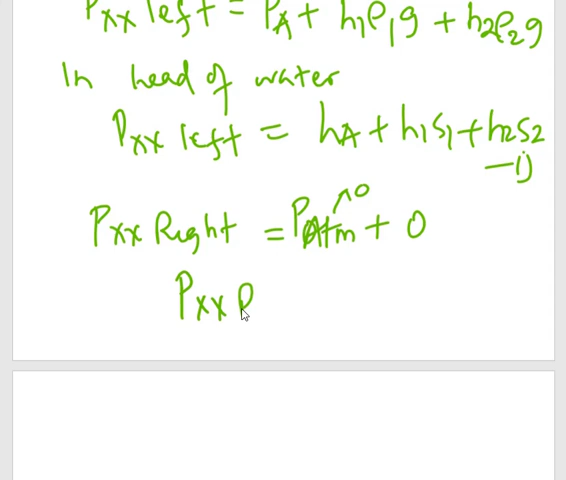 Pxx left = PA + h1ρ1g + h2ρ2g
In head of water
Pxx left = hA + h1s1 + h2s2
—1)
Pxx Right = PAtm ↗0 + 0
Pxx R